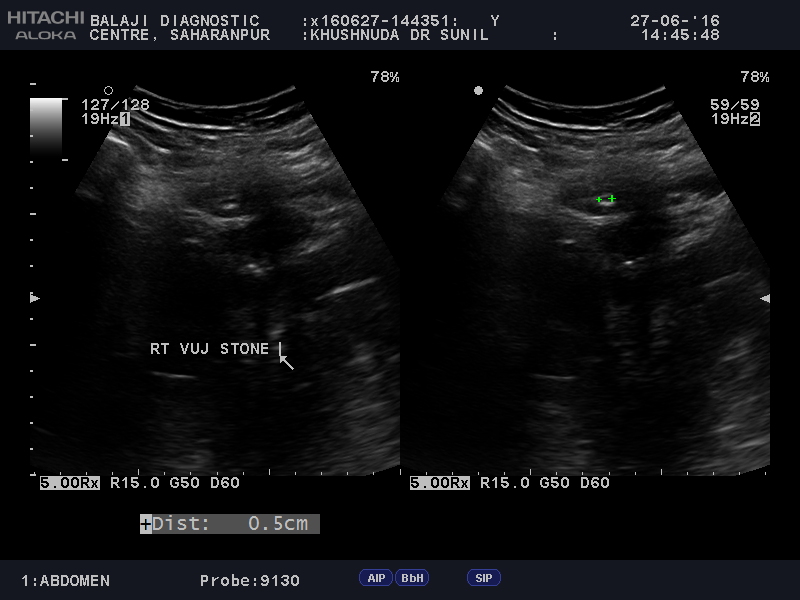 HITACHI BALAJI DIAGNOSTIC :x160627-144351: Y 27-06-'16
ALOKA CENTRE, SAHARANPUR :KHUSHNUDA DR SUNIL : 14:45:48
78% 78%
127/128 59/59
19Hz1 19Hz2
RT VUJ STONE
5.00Rx R15.0 G50 D60 5.00Rx R15.0 G50 D60
+Dist: 0.5cm
1:ABDOMEN Probe:9130 AIP BbH SIP